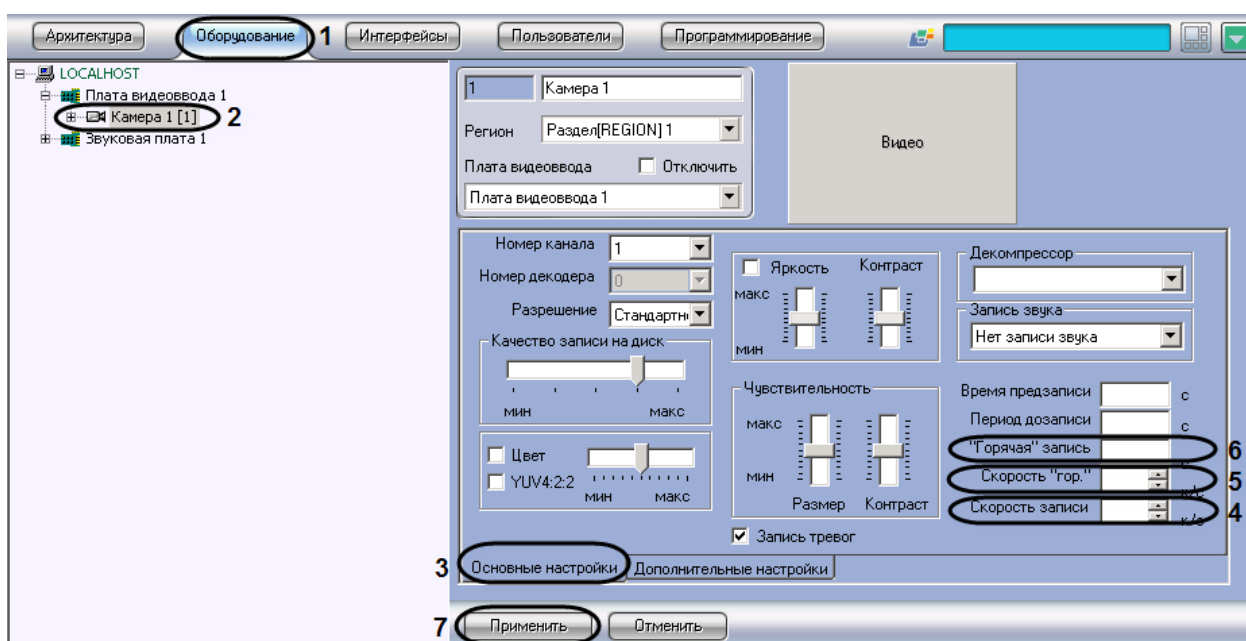 Архитектура
Оборудование
1
Интерфейсы
Пользователи
Программирование
LOCALHOST
Плата видеоввода 1
Камера 1 [1]
2
Звуковая плата 1
1
Камера 1
Регион
Раздел[REGION] 1
Плата видеоввода
Отключить
Плата видеоввода 1
Видео
Номер канала
1
Номер декодера
0
Разрешение
Стандартн
Качество записи на диск
мин
макс
Цвет
YUV4:2:2
мин
макс
Яркость
Контраст
макс
мин
Чувствительность
макс
мин
Размер
Контраст
Запись тревог
Декомпрессор
Запись звука
Нет записи звука
Время предзаписи
с
Период дозаписи
с
"Горячая" запись
с
6
Скорость "гор."
к/с
5
Скорость записи
к/с
4
3
Основные настройки
Дополнительные настройки
7
Применить
Отменить